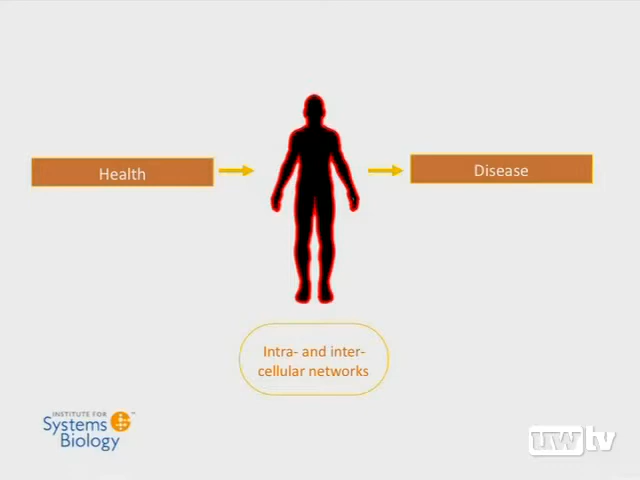 Health
Disease
Intra- and inter-
cellular networks
INSTITUTE FOR
Systems
Biology
uwtv